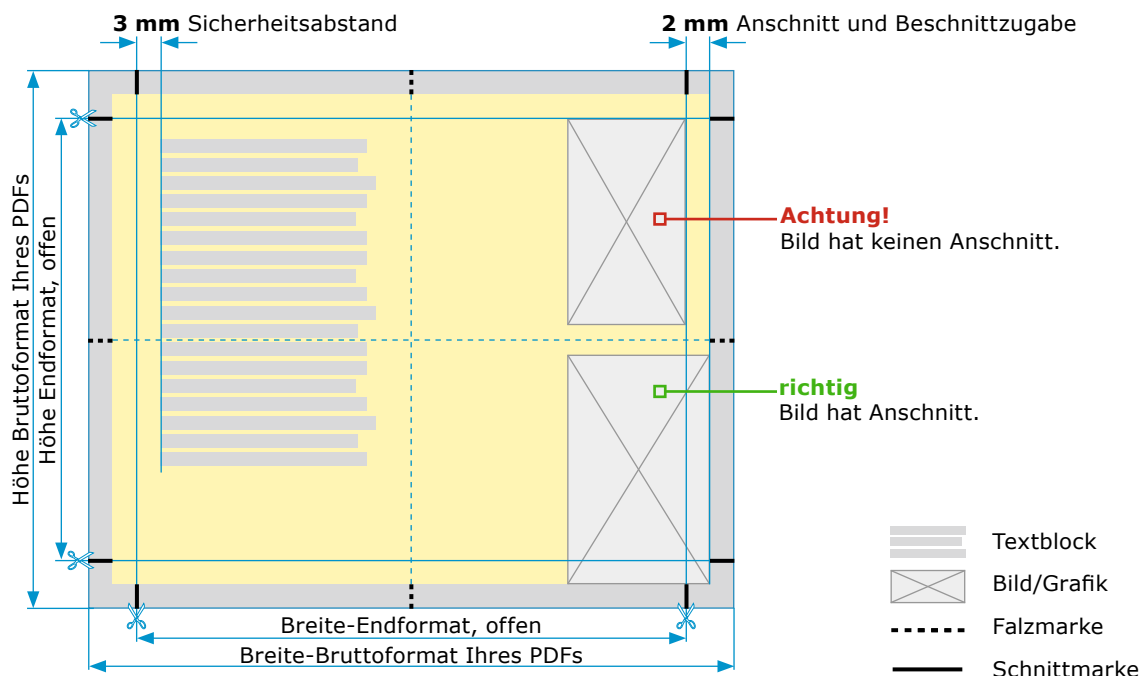 3 mm Sicherheitsabstand
2 mm Anschnitt und Beschnittzugabe
Höhe Bruttoformat Ihres PDFs
Höhe Endformat, offen
Achtung!
Bild hat keinen Anschnitt.
richtig
Bild hat Anschnitt.
Textblock
Bild/Grafik
Falzmarke
Schnittmarke
Breite-Endformat, offen
Breite-Bruttoformat Ihres PDFs